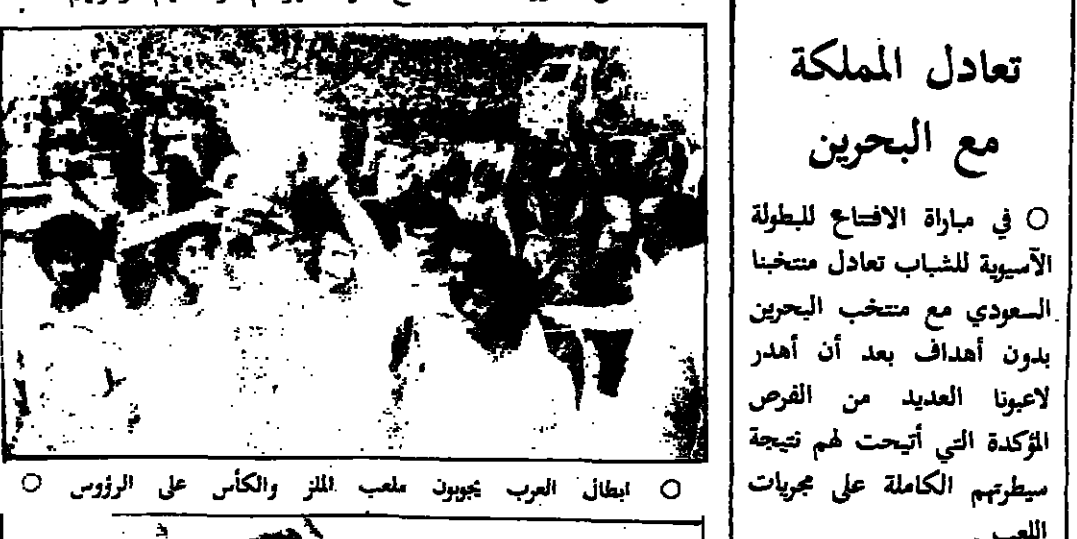 تعادل المملكة
مع البحرين
○ في مباراة الافتتاح للبطولة
الآسيوية للشباب تعادل منتخبنا
السعودي مع منتخب البحرين
بدون أهداف بعد أن أهدر
لاعبونا العديد من الفرص
المؤكدة التي أتيحت لهم نتيجة
سيطرتهم الكاملة على مجريات
اللعب .
○ ابطال العرب يجوبون ملعب الملز والكأس على الرؤوس ○